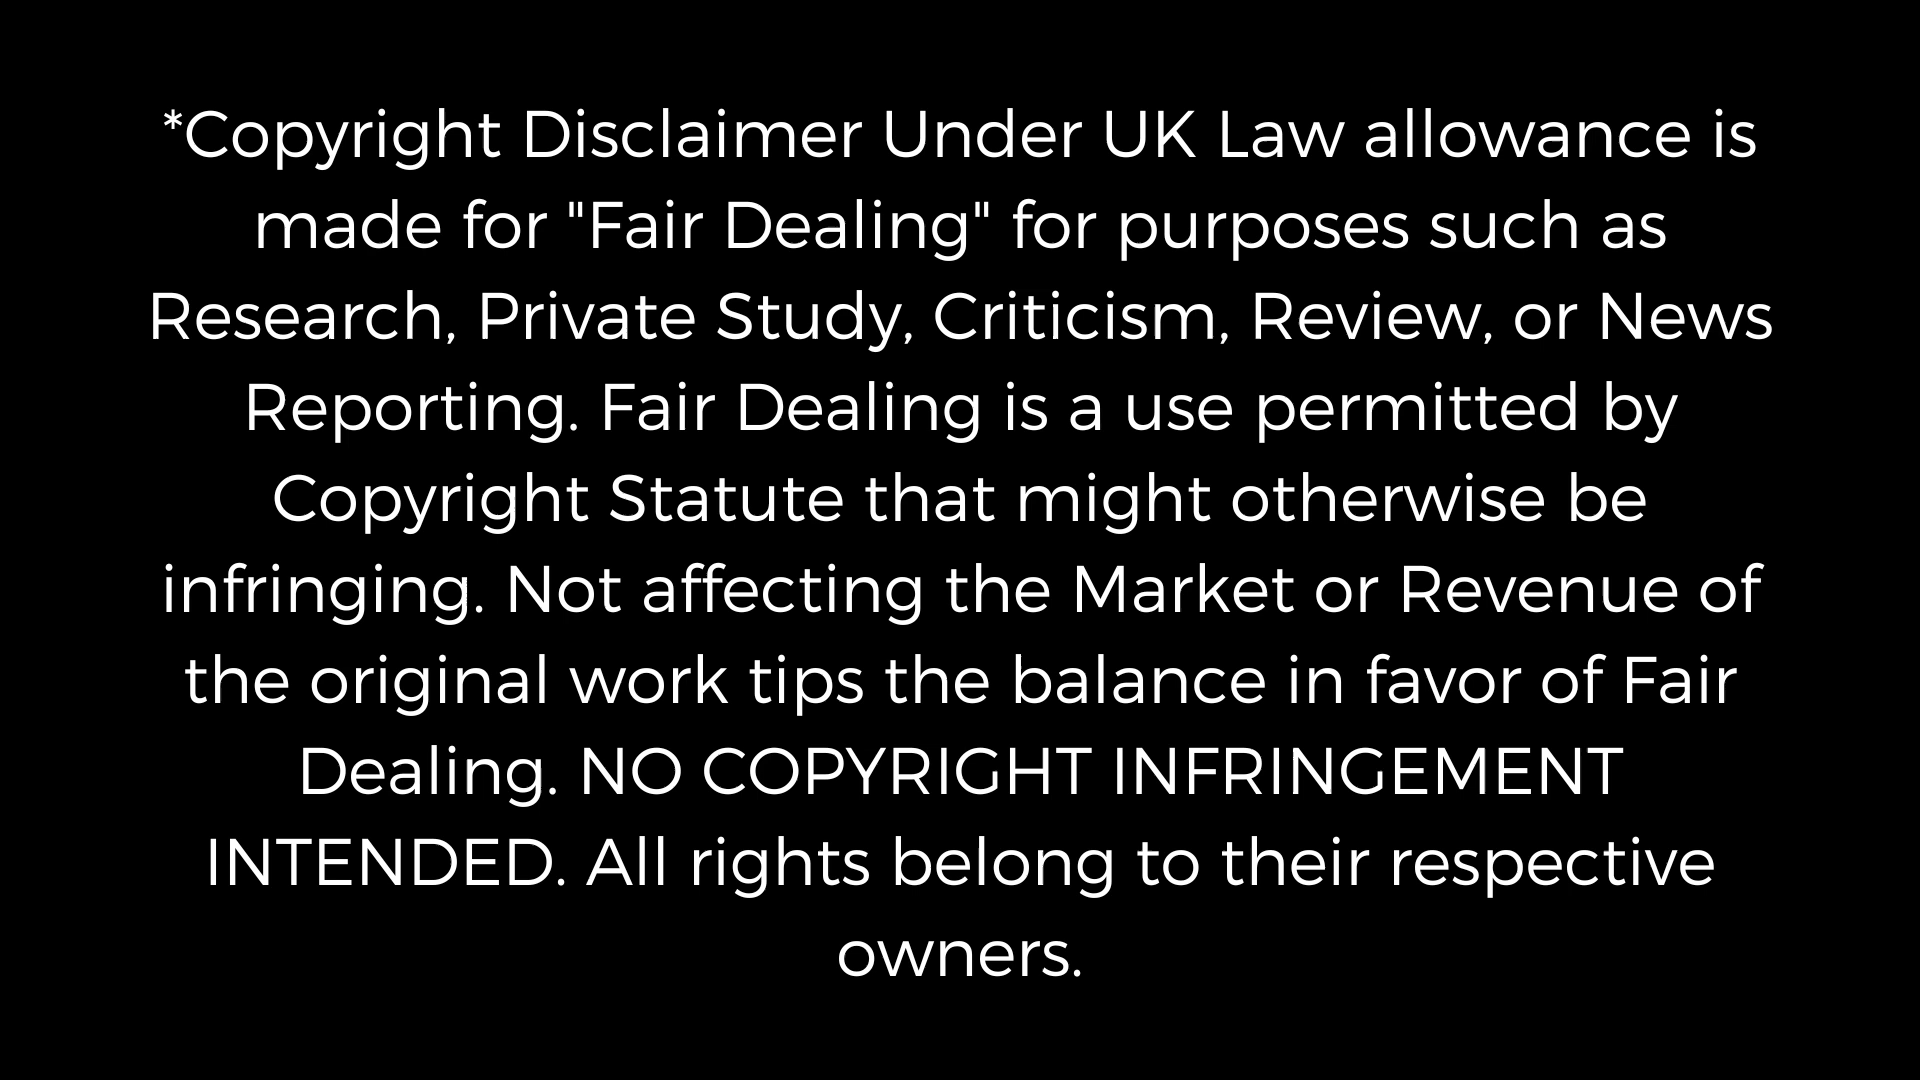 *Copyright Disclaimer Under UK Law allowance is
made for "Fair Dealing" for purposes such as
Research, Private Study, Criticism, Review, or News
Reporting. Fair Dealing is a use permitted by
Copyright Statute that might otherwise be
infringing. Not affecting the Market or Revenue of
the original work tips the balance in favor of Fair
Dealing. NO COPYRIGHT INFRINGEMENT
INTENDED. All rights belong to their respective
owners.